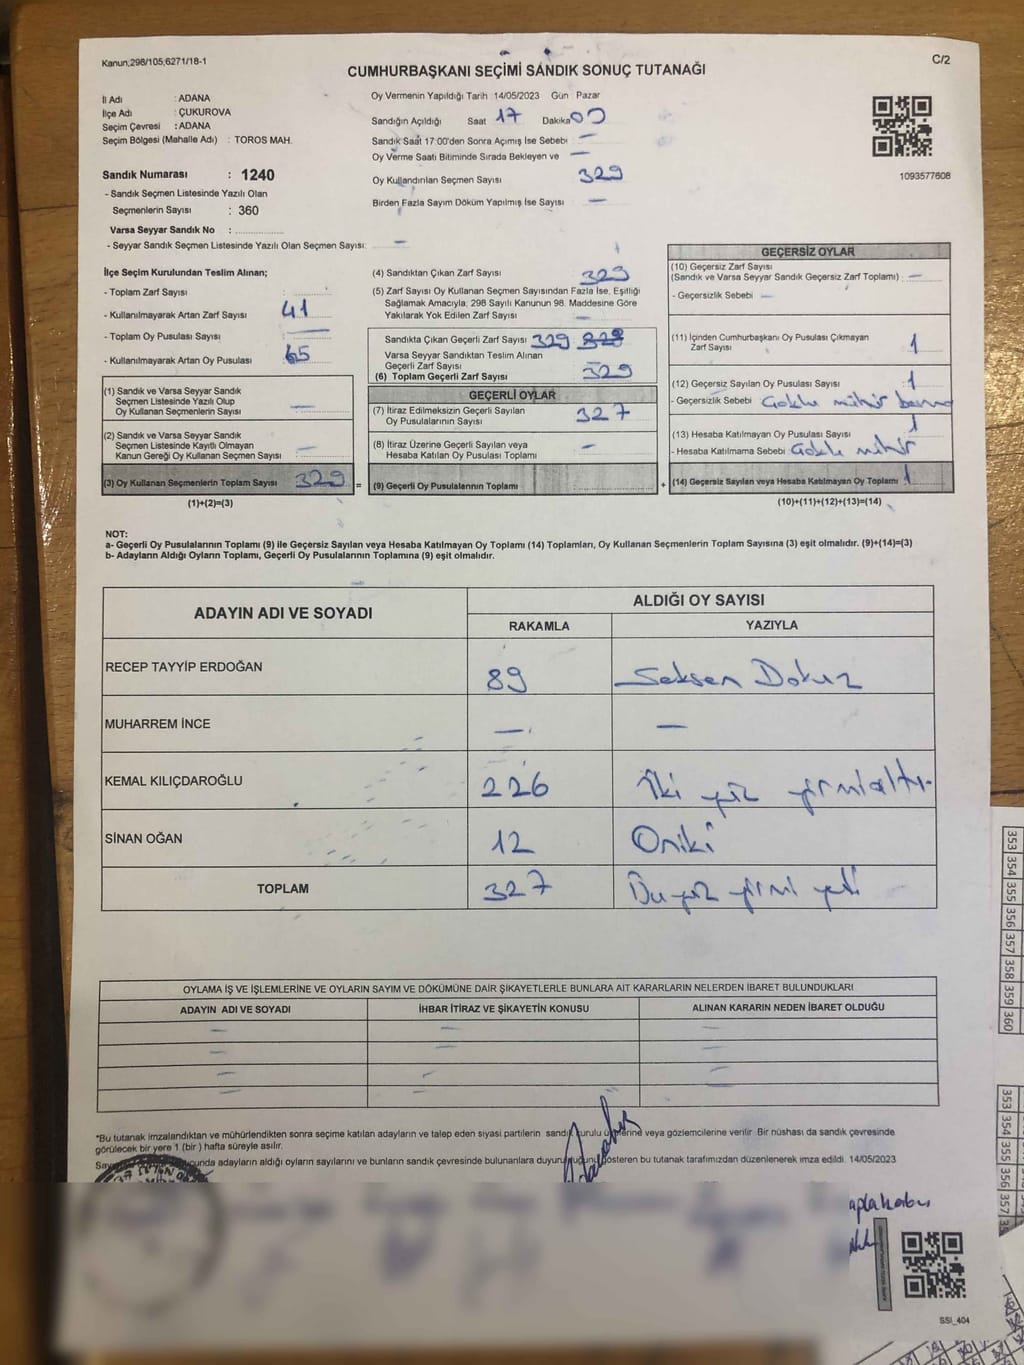 Kanun;298/105;6271/18-1
C/2
CUMHURBAŞKANI SEÇİMİ SANDIK SONUÇ TUTANAĞI
İl Adı : ADANA
İlçe Adı : ÇUKUROVA
Seçim Çevresi : ADANA
Seçim Bölgesi (Mahalle Adı) : TOROS MAH.
Sandık Numarası : 1240
- Sandık Seçmen Listesinde Yazılı Olan
Seçmenlerin Sayısı : 360
Varsa Seyyar Sandık No :
- Seyyar Sandık Seçmen Listesinde Yazılı Olan Seçmen Sayısı: —
Oy Vermenin Yapıldığı Tarih 14/05/2023 Gün Pazar
Sandığın Açıldığı Saat 17 Dakika 00
Sandık Saat 17:00'den Sonra Açımış İse Sebebi —
Oy Verme Saati Bitiminde Sırada Bekleyen ve —
Oy Kullandırılan Seçmen Sayısı 329
Birden Fazla Sayım Döküm Yapılmış İse Sayısı —
1093577608
İlçe Seçim Kurulundan Teslim Alınan;
- Toplam Zarf Sayısı :
- Kullanılmayarak Artan Zarf Sayısı : 41
- Toplam Oy Pusulası Sayısı : —
- Kullanılmayarak Artan Oy Pusulası : 65
(1) Sandık ve Varsa Seyyar Sandık
Seçmen Listesinde Yazılı Olup
Oy Kullanan Seçmenlerin Sayısı : —
(2) Sandık ve Varsa Seyyar Sandık
Seçmen Listesinde Kayıtlı Olmayan
Kanun Gereği Oy Kullanan Seçmen Sayısı : —
(3) Oy Kullanan Seçmenlerin Toplam Sayısı : 329
(1)+(2)=(3)
(4) Sandıktan Çıkan Zarf Sayısı 329
(5) Zarf Sayısı Oy Kullanan Seçmen Sayısından Fazla İse, Eşitliği
Sağlamak Amacıyla, 298 Sayılı Kanunun 98. Maddesine Göre
Yakılarak Yok Edilen Zarf Sayısı —
Sandıkta Çıkan Geçerli Zarf Sayısı 329
Varsa Seyyar Sandıktan Teslim Alınan
Geçerli Zarf Sayısı —
(6) Toplam Geçerli Zarf Sayısı 329
GEÇERLİ OYLAR
(7) İtiraz Edilmeksizin Geçerli Sayılan
Oy Pusulalarının Sayısı 327
(8) İtiraz Üzerine Geçerli Sayılan veya
Hesaba Katılan Oy Pusulası Toplamı —
= (9) Geçerli Oy Pusulalarının Toplamı
GEÇERSİZ OYLAR
(10) Geçersiz Zarf Sayısı
(Sandık ve Varsa Seyyar Sandık Geçersiz Zarf Toplamı) : —
- Geçersizlik Sebebi —
(11) İçinden Cumhurbaşkanı Oy Pusulası Çıkmayan
Zarf Sayısı 1
(12) Geçersiz Sayılan Oy Pusulası Sayısı 1
- Geçersizlik Sebebi mühür
(13) Hesaba Katılmayan Oy Pusulası Sayısı 1
- Hesaba Katılmama Sebebi mühür
+ (14) Geçersiz Sayılan veya Hesaba Katılmayan Oy Toplamı 1
(10)+(11)+(12)+(13)=(14)
NOT:
a- Geçerli Oy Pusulalarının Toplamı (9) ile Geçersiz Sayılan veya Hesaba Katılmayan Oy Toplamı (14) Toplamları, Oy Kullanan Seçmenlerin Toplam Sayısına (3) eşit olmalıdır. (9)+(14)=(3)
b- Adayların Aldığı Oyların Toplamı, Geçerli Oy Pusulalarının Toplamına (9) eşit olmalıdır.
ADAYIN ADI VE SOYADI
ALDIĞI OY SAYISI
RAKAMLA YAZIYLA
RECEP TAYYİP ERDOĞAN 89 Seksen Dokuz
MUHARREM İNCE — —
KEMAL KILIÇDAROĞLU 226 İki yüz yirmialtı.
SİNAN OĞAN 12 Oniki
TOPLAM 327 Üçyüz yirmi yedi
OYLAMA İŞ VE İŞLEMLERİNE VE OYLARIN SAYIM VE DÖKÜMÜNE DAİR ŞİKAYETLERLE BUNLARA AİT KARARLARIN NELERDEN İBARET BULUNDUKLARI
ADAYIN ADI VE SOYADI İHBAR İTİRAZ VE ŞİKAYETİN KONUSU ALINAN KARARIN NEDEN İBARET OLDUĞU
— — —
— — —
— — —
— — —
*Bu tutanak imzalandıktan ve mühürlendikten sonra seçime katılan adayların ve talep eden siyasi partilerin sandık kurulu üyelerine veya gözlemcilerine verilir. Bir nüshası da sandık çevresinde
görülecek bir yere 1 (bir ) hafta süreyle asılır.
adayların aldığı oyların sayılarını ve bunların sandık çevresinde bulunanlara duyurulduğunu gösteren bu tutanak tarafımızdan düzenlenerek imza edildi. 14/05/2023
SSI_404
353 354 355 356 357 358 359 360
353 354 355 356 357